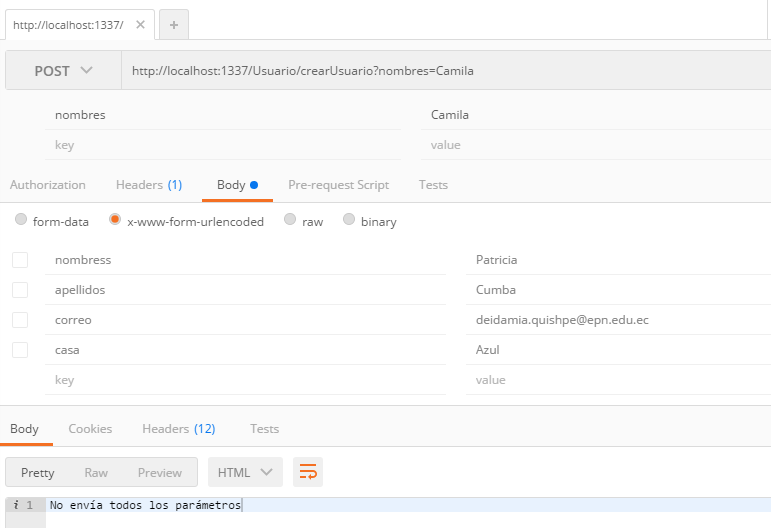 http://localhost:1337/
POST http://localhost:1337/Usuario/crearUsuario?nombres=Camila
nombres Camila
key value
Authorization Headers (1) Body Pre-request Script Tests
form-data x-www-form-urlencoded raw binary
nombress Patricia
apellidos Cumba
correo deidamia.quishpe@epn.edu.ec
casa Azul
key value
Body Cookies Headers (12) Tests
Pretty Raw Preview HTML
i 1 No envía todos los parámetros